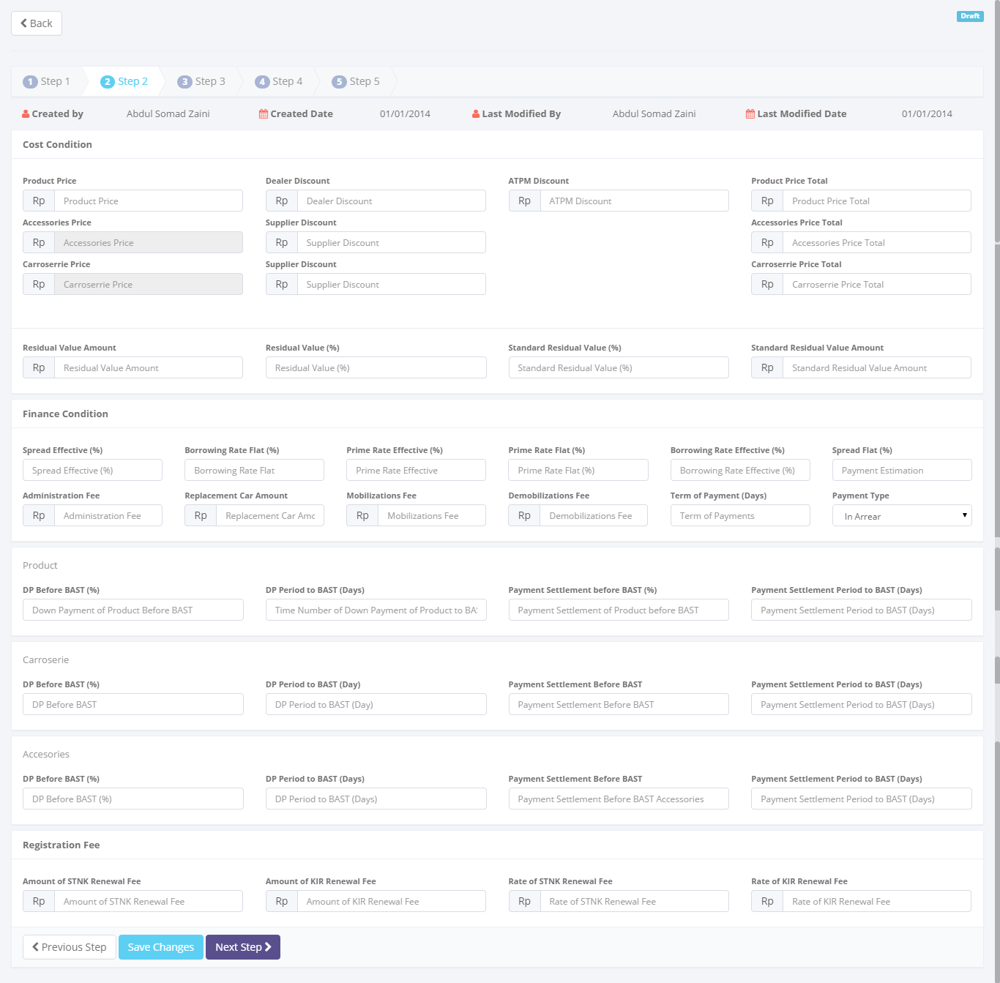 Back
Draft
1 Step 1 2 Step 2 3 Step 3 4 Step 4 5 Step 5
Created by Abdul Somad Zaini Created Date 01/01/2014 Last Modified By Abdul Somad Zaini Last Modified Date 01/01/2014
Cost Condition
Product Price Dealer Discount ATPM Discount Product Price Total
Rp Product Price Rp Dealer Discount Rp ATPM Discount Rp Product Price Total
Accessories Price Supplier Discount Accessories Price Total
Rp Accessories Price Rp Supplier Discount Rp Accessories Price Total
Carroserrie Price Supplier Discount Carroserrie Price Total
Rp Carroserrie Price Rp Supplier Discount Rp Carroserrie Price Total
Residual Value Amount Residual Value (%) Standard Residual Value (%) Standard Residual Value Amount
Rp Residual Value Amount Residual Value (%) Standard Residual Value (%) Rp Standard Residual Value Amount
Finance Condition
Spread Effective (%) Borrowing Rate Flat (%) Prime Rate Effective (%) Prime Rate Flat (%) Borrowing Rate Effective (%) Spread Flat (%)
Spread Effective (%) Borrowing Rate Flat Prime Rate Effective Prime Rate Flat (%) Borrowing Rate Effective (%) Payment Estimation
Administration Fee Replacement Car Amount Mobilizations Fee Demobilizations Fee Term of Payment (Days) Payment Type
Rp Administration Fee Rp Replacement Car Amo Rp Mobilizations Fee Rp Demobilizations Fee Term of Payments In Arrear
Product
DP Before BAST (%) DP Period to BAST (Days) Payment Settlement before BAST (%) Payment Settlement Period to BAST (Days)
Down Payment of Product Before BAST Time Number of Down Payment of Product to BAS Payment Settlement of Product before BAST Payment Settlement Period to BAST (Days)
Carroserie
DP Before BAST (%) DP Period to BAST (Day) Payment Settlement Before BAST Payment Settlement Period to BAST (Days)
DP Before BAST DP Period to BAST (Day) Payment Settlement Before BAST Payment Settlement Period to BAST (Days)
Accesories
DP Before BAST (%) DP Period to BAST (Days) Payment Settlement Before BAST Payment Settlement Period to BAST (Days)
DP Before BAST (%) DP Period to BAST (Days) Payment Settlement Before BAST Accessories Payment Settlement Period to BAST (Days)
Registration Fee
Amount of STNK Renewal Fee Amount of KIR Renewal Fee Rate of STNK Renewal Fee Rate of KIR Renewal Fee
Rp Amount of STNK Renewal Fee Rp Amount of KIR Renewal Fee Rp Rate of STNK Renewal Fee Rp Rate of KIR Renewal Fee
Previous Step Save Changes Next Step